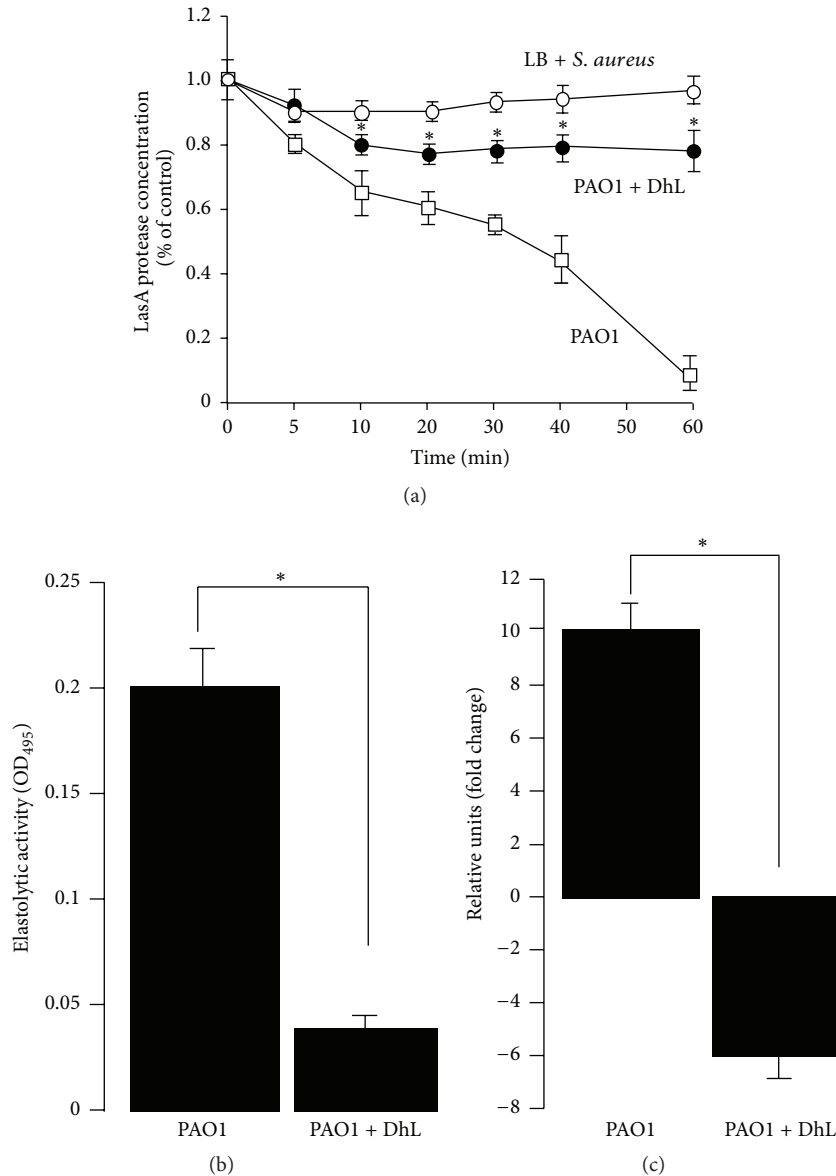 1.2
1.0
0.8
0.6
0.4
0.2
0
LasA protease concentration
(% of control)
LB + S. aureus
* * * * * *
PAO1 + DhL
PAO1
0 5 10 20 30 40 50 60
Time (min)
(a)
0.25
0.2
0.15
0.1
0.05
0
Elastolytic activity (OD495)
*
PAO1 PAO1 + DhL
(b)
12
10
8
6
4
2
0
−2
−4
−6
−8
Relative units (fold change)
*
PAO1 PAO1 + DhL
(c)